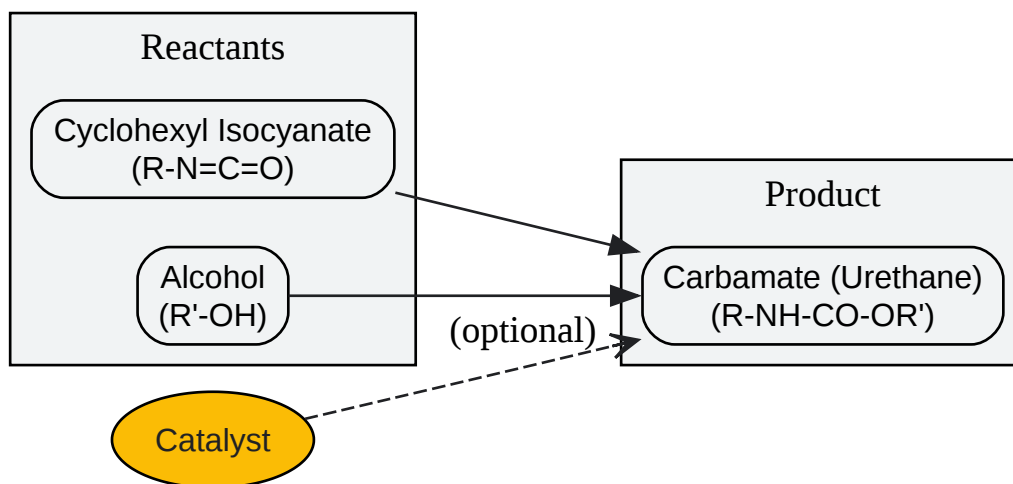 Reactants
Cyclohexyl Isocyanate
(R-N=C=O)
Alcohol
(R'-OH)
Product
Carbamate (Urethane)
(R-NH-CO-OR')
(optional)
Catalyst